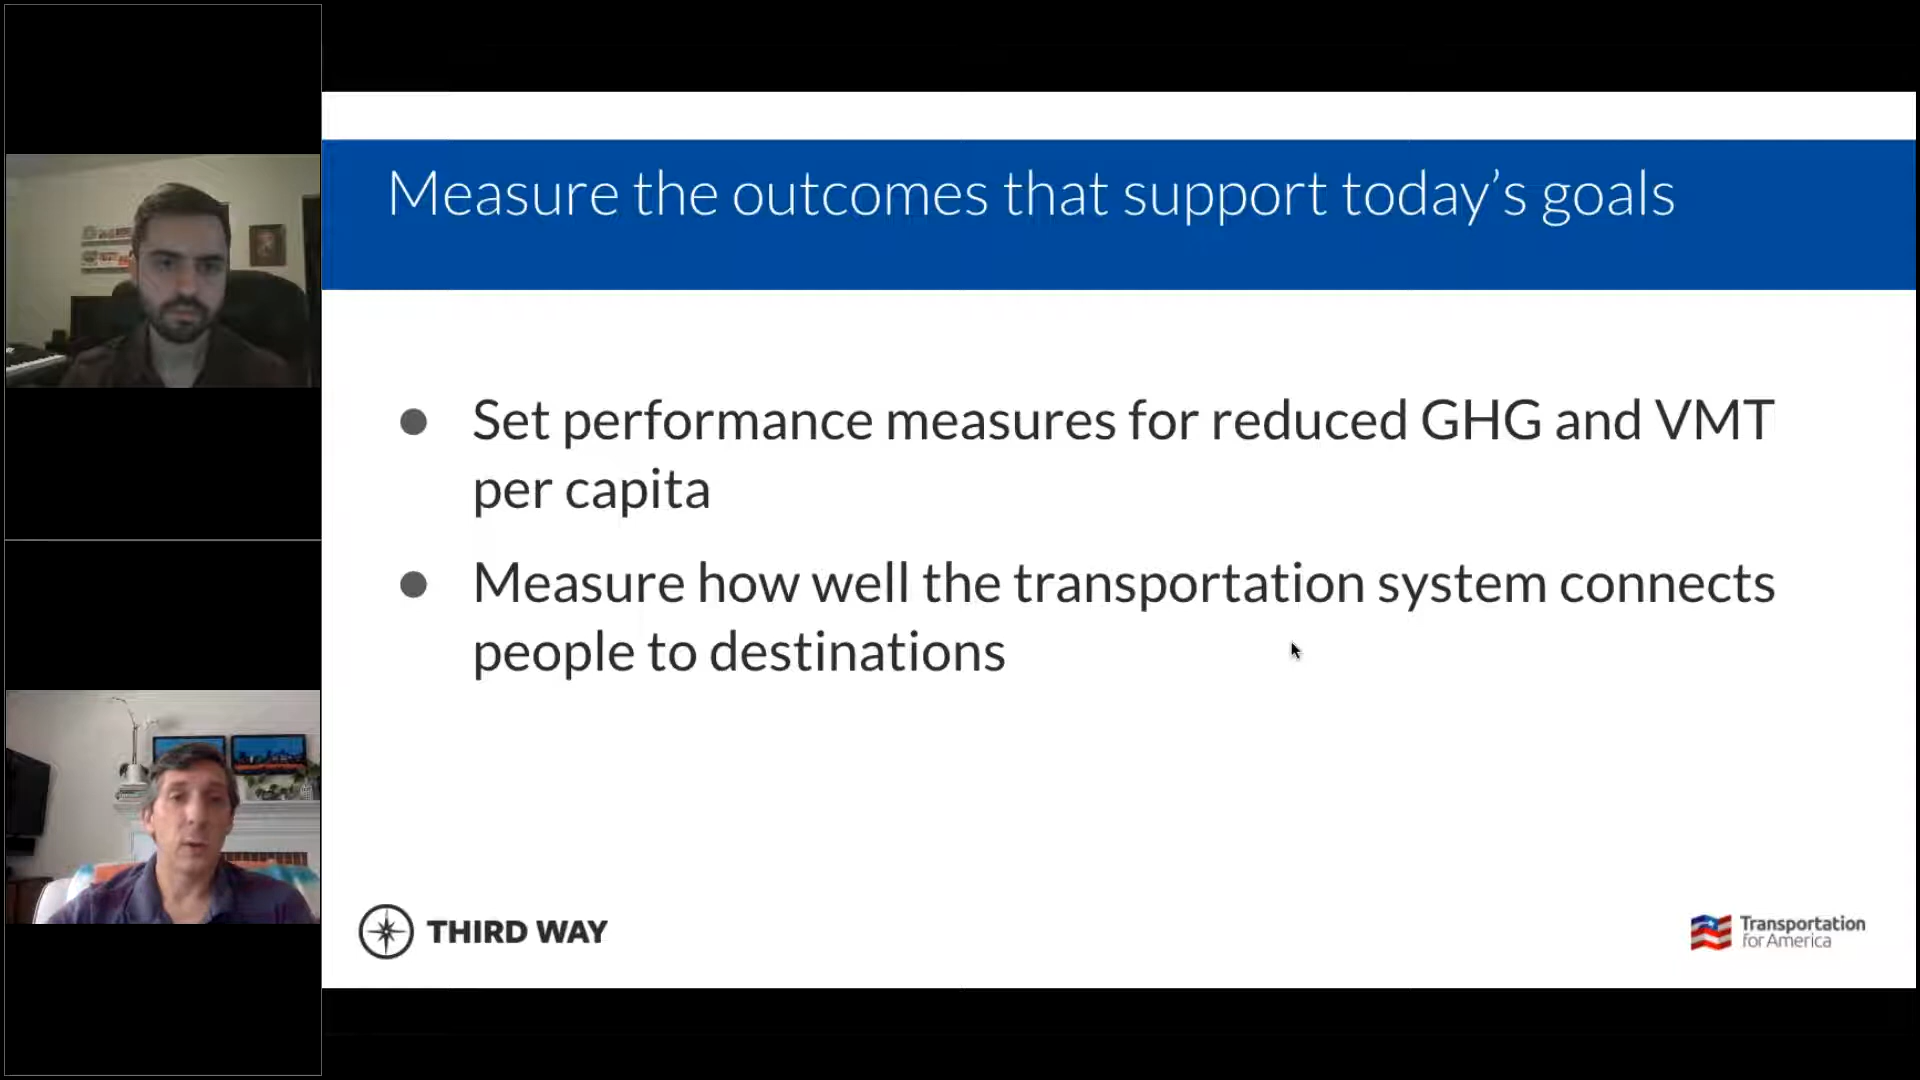 Measure the outcomes that support today’s goals
● Set performance measures for reduced GHG and VMT
per capita
● Measure how well the transportation system connects
people to destinations
THIRD WAY
Transportation
for America